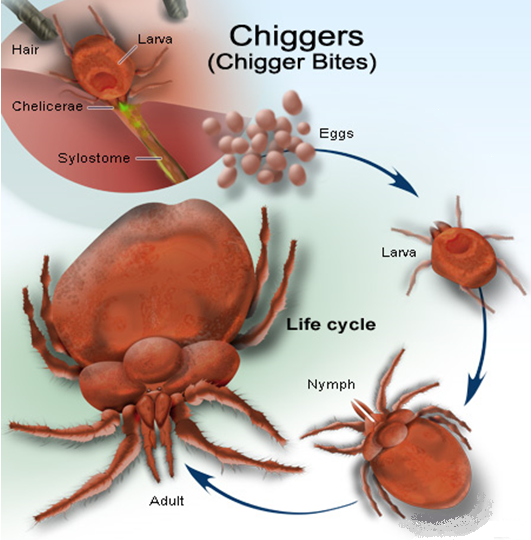 Chiggers
(Chigger Bites)
Hair
Larva
Chelicerae
Sylostome
Eggs
Larva
Life cycle
Nymph
Adult